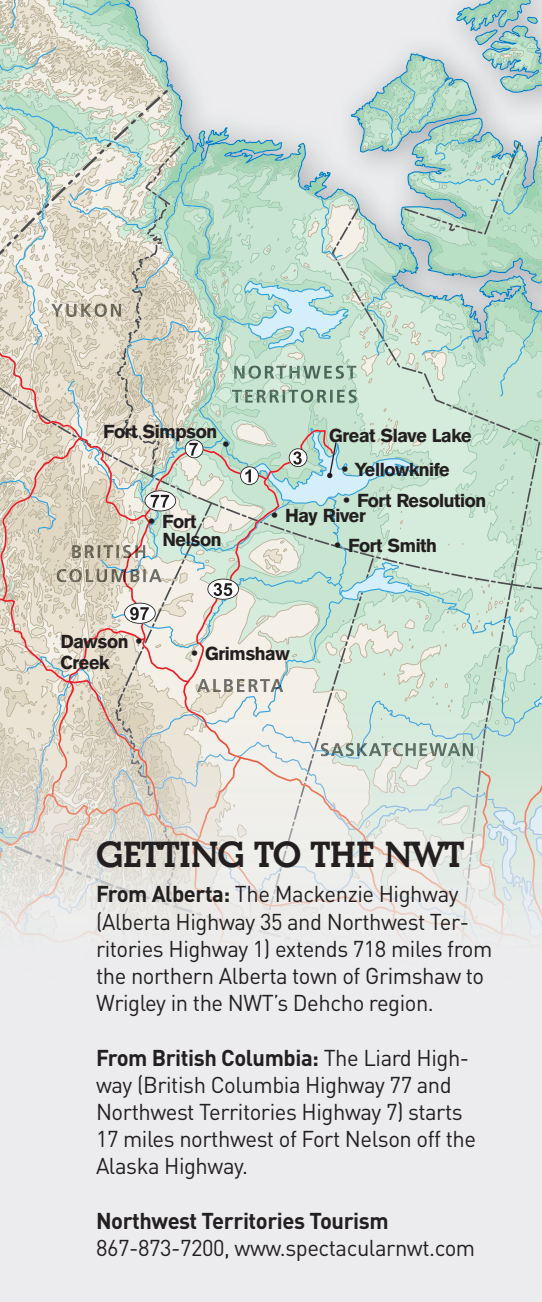 YUKON
NORTHWEST
TERRITORIES
Fort Simpson
Great Slave Lake
7
3
1
Yellowknife
77
Fort Resolution
Hay River
Fort
Nelson
Fort Smith
BRITISH
COLUMBIA
35
97
Dawson
Creek
Grimshaw
ALBERTA
SASKATCHEWAN
GETTING TO THE NWT
From Alberta: The Mackenzie Highway
(Alberta Highway 35 and Northwest Ter-
ritories Highway 1) extends 718 miles from
the northern Alberta town of Grimshaw to
Wrigley in the NWT’s Dehcho region.
From British Columbia: The Liard High-
way (British Columbia Highway 77 and
Northwest Territories Highway 7) starts
17 miles northwest of Fort Nelson off the
Alaska Highway.
Northwest Territories Tourism
867-873-7200, www.spectacularnwt.com